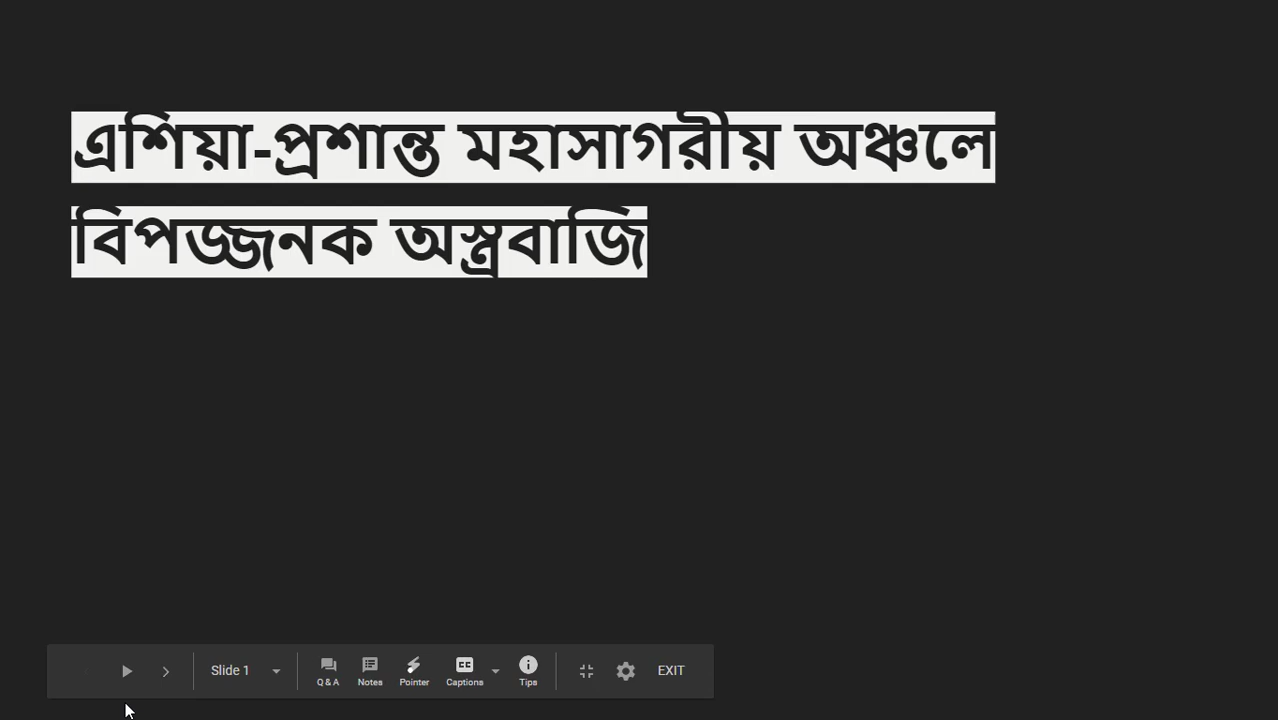 এশিয়া-প্রশান্ত মহাসাগরীয় অঞ্চলে
বিপজ্জনক অস্ত্রবাজি
Slide 1
Q & A
Notes
Pointer
Captions
Tips
EXIT